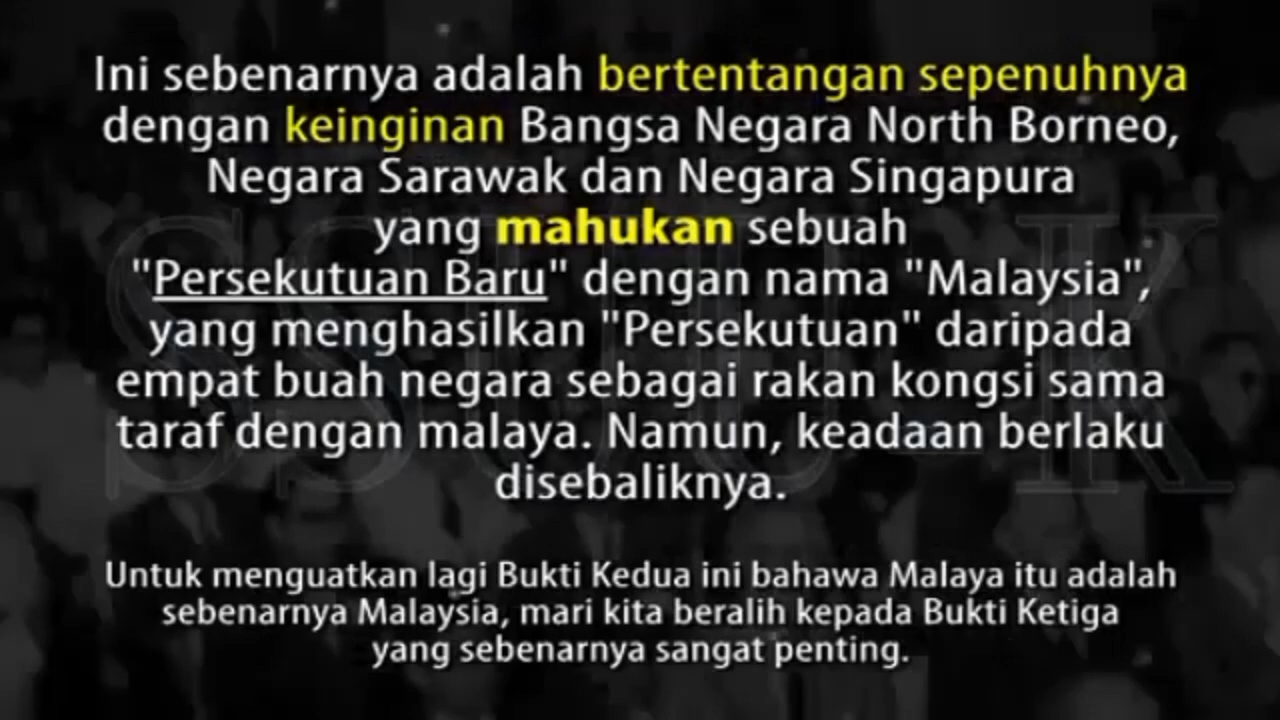 Ini sebenarnya adalah bertentangan sepenuhnya
dengan keinginan Bangsa Negara North Borneo,
Negara Sarawak dan Negara Singapura
yang mahukan sebuah
"Persekutuan Baru" dengan nama "Malaysia",
yang menghasilkan "Persekutuan" daripada
empat buah negara sebagai rakan kongsi sama
taraf dengan malaya. Namun, keadaan berlaku
disebaliknya.
Untuk menguatkan lagi Bukti Kedua ini bahawa Malaya itu adalah
sebenarnya Malaysia, mari kita beralih kepada Bukti Ketiga
yang sebenarnya sangat penting.
SSUU-K